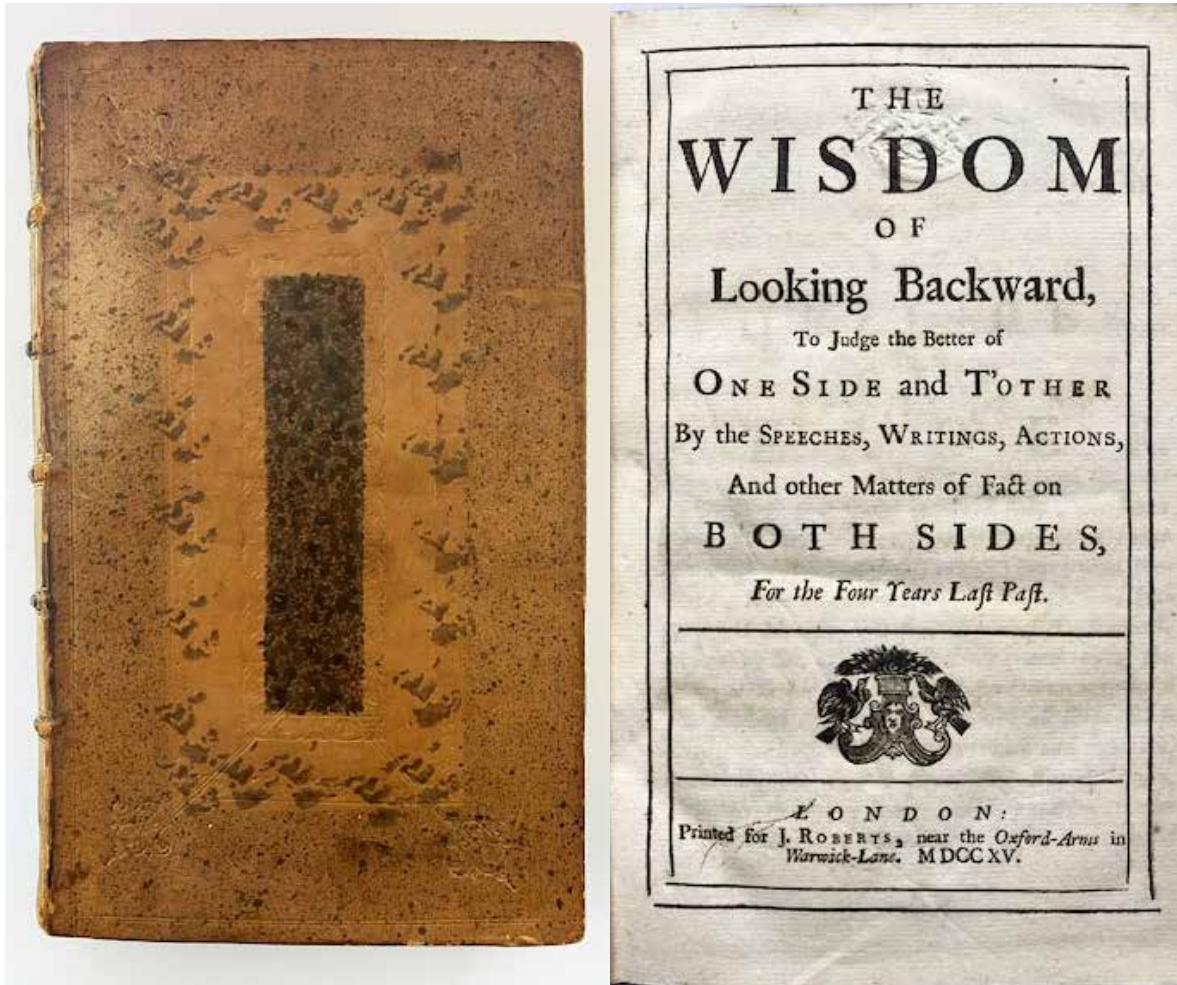 THE
WISDOM
OF
Looking Backward,
To Judge the Better of
ONE SIDE and T'OTHER
By the SPEECHES, WRITINGS, ACTIONS,
And other Matters of Fact on
BOTH SIDES,
For the Four Years Laſt Paſt.
LONDON:
Printed for J. ROBERTS, near the Oxford-Arms in
Warwick-Lane. MDCCXV.